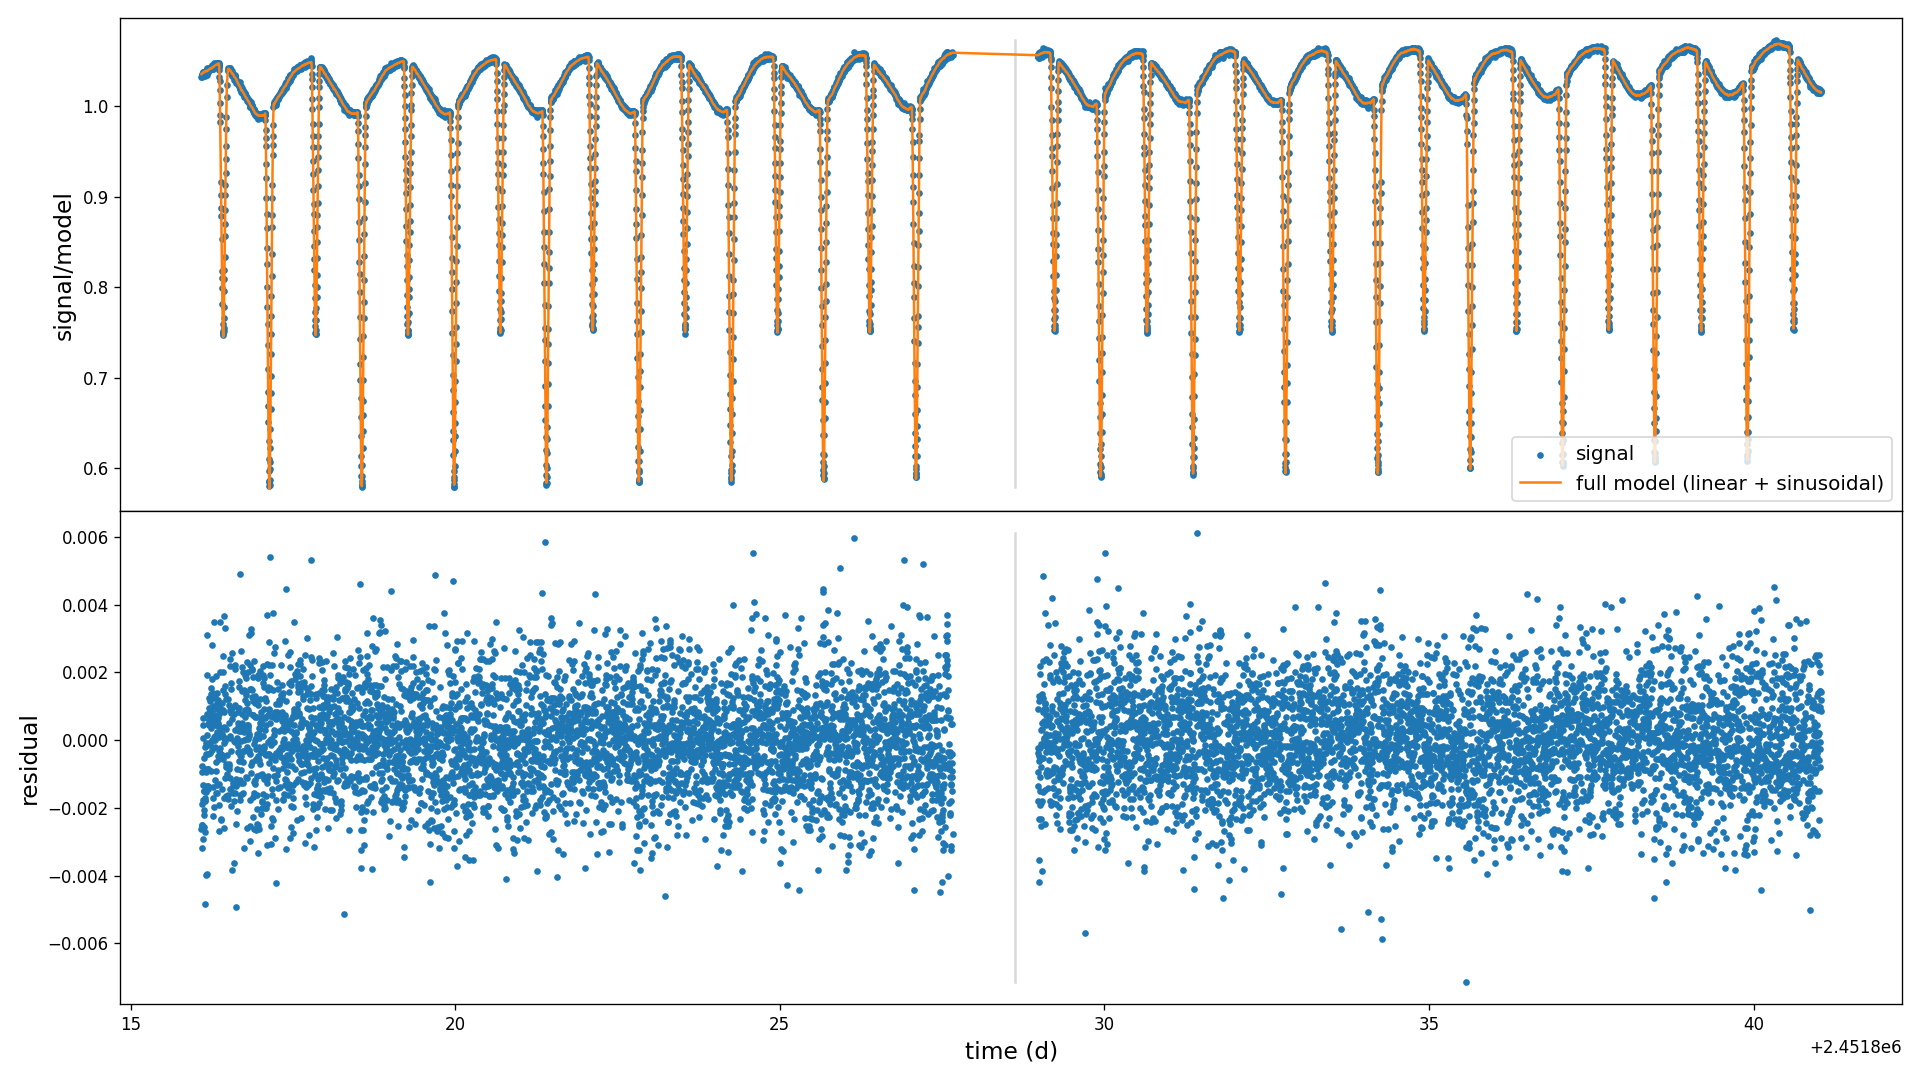 signal/model
1.0
0.9
0.8
0.7
0.6
signal
full model (linear + sinusoidal)
residual
0.006
0.004
0.002
0.000
−0.002
−0.004
−0.006
15 20 25 30 35 40
time (d)
+2.4518e6